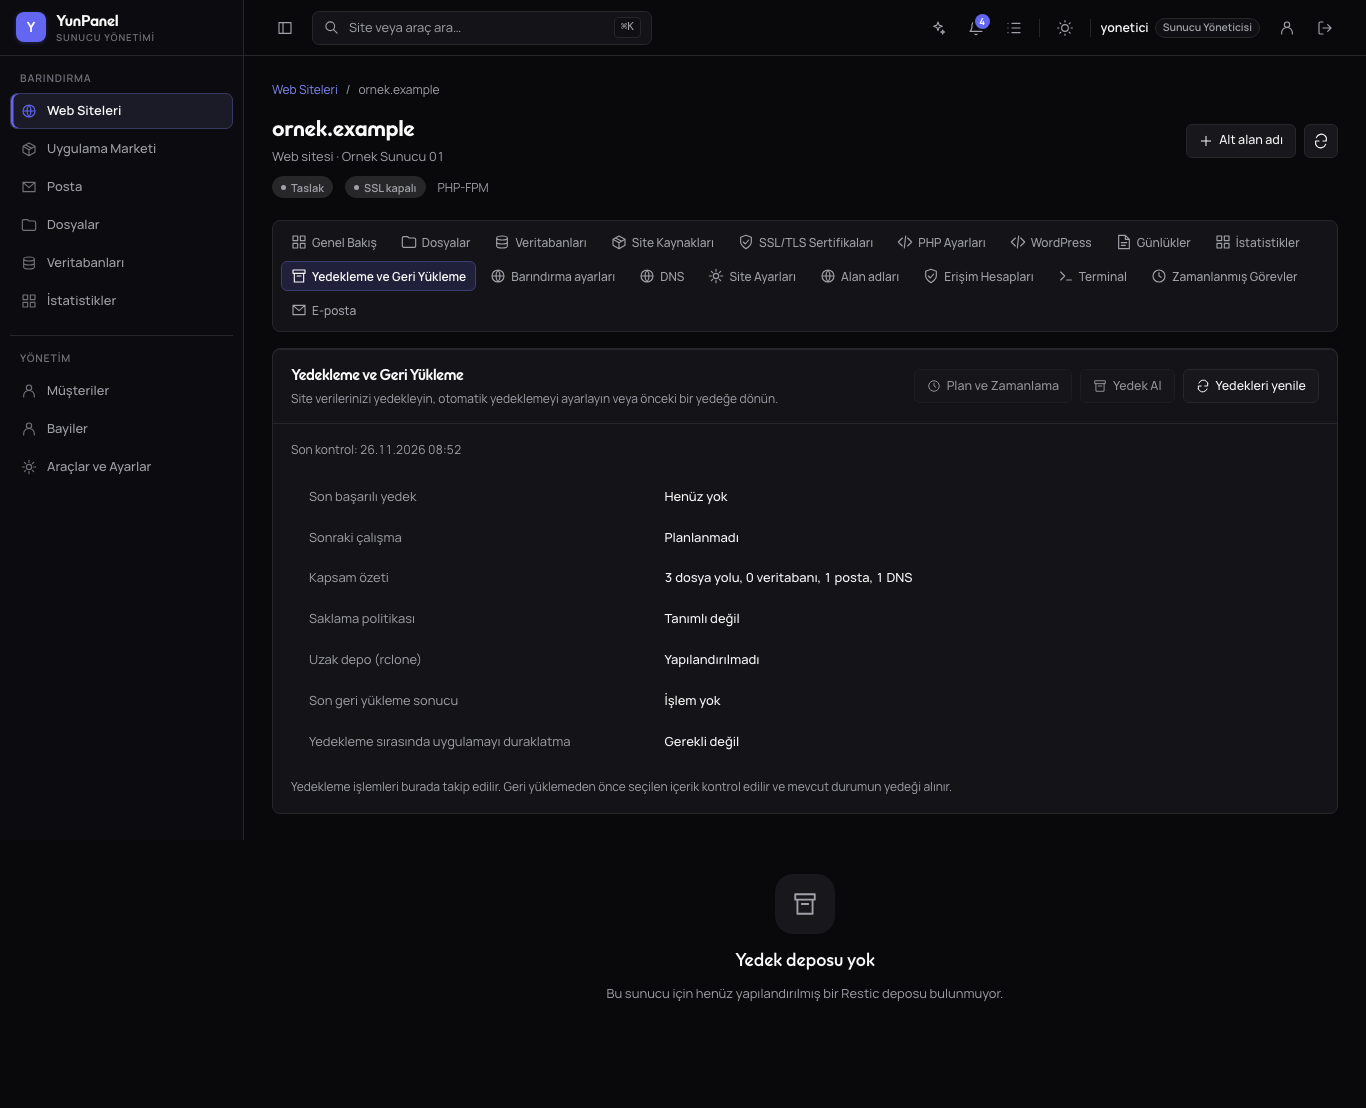 Y
YunPanel
SUNUCU YÖNETİMİ
Site veya araç ara...
⌘K
4
yonetici
Sunucu Yöneticisi
BARINDIRMA
Web Siteleri
Uygulama Marketi
Posta
Dosyalar
Veritabanları
İstatistikler
YÖNETİM
Müşteriler
Bayiler
Araçlar ve Ayarlar
Web Siteleri / ornek.example
ornek.example
Web sitesi · Ornek Sunucu 01
Taslak
SSL kapalı
PHP-FPM
Alt alan adı
Genel Bakış
Dosyalar
Veritabanları
Site Kaynakları
SSL/TLS Sertifikaları
PHP Ayarları
WordPress
Günlükler
İstatistikler
Yedekleme ve Geri Yükleme
Barındırma ayarları
DNS
Site Ayarları
Alan adları
Erişim Hesapları
Terminal
Zamanlanmış Görevler
E-posta
Yedekleme ve Geri Yükleme
Site verilerinizi yedekleyin, otomatik yedeklemeyi ayarlayın veya önceki bir yedeğe dönün.
Plan ve Zamanlama
Yedek Al
Yedekleri yenile
Son kontrol: 26.11.2026 08:52
Son başarılı yedek Henüz yok
Sonraki çalışma Planlanmadı
Kapsam özeti 3 dosya yolu, 0 veritabanı, 1 posta, 1 DNS
Saklama politikası Tanımlı değil
Uzak depo (rclone) Yapılandırılmadı
Son geri yükleme sonucu İşlem yok
Yedekleme sırasında uygulamayı duraklatma Gerekli değil
Yedekleme işlemleri burada takip edilir. Geri yüklemeden önce seçilen içerik kontrol edilir ve mevcut durumun yedeği alınır.
Yedek deposu yok
Bu sunucu için henüz yapılandırılmış bir Restic deposu bulunmuyor.